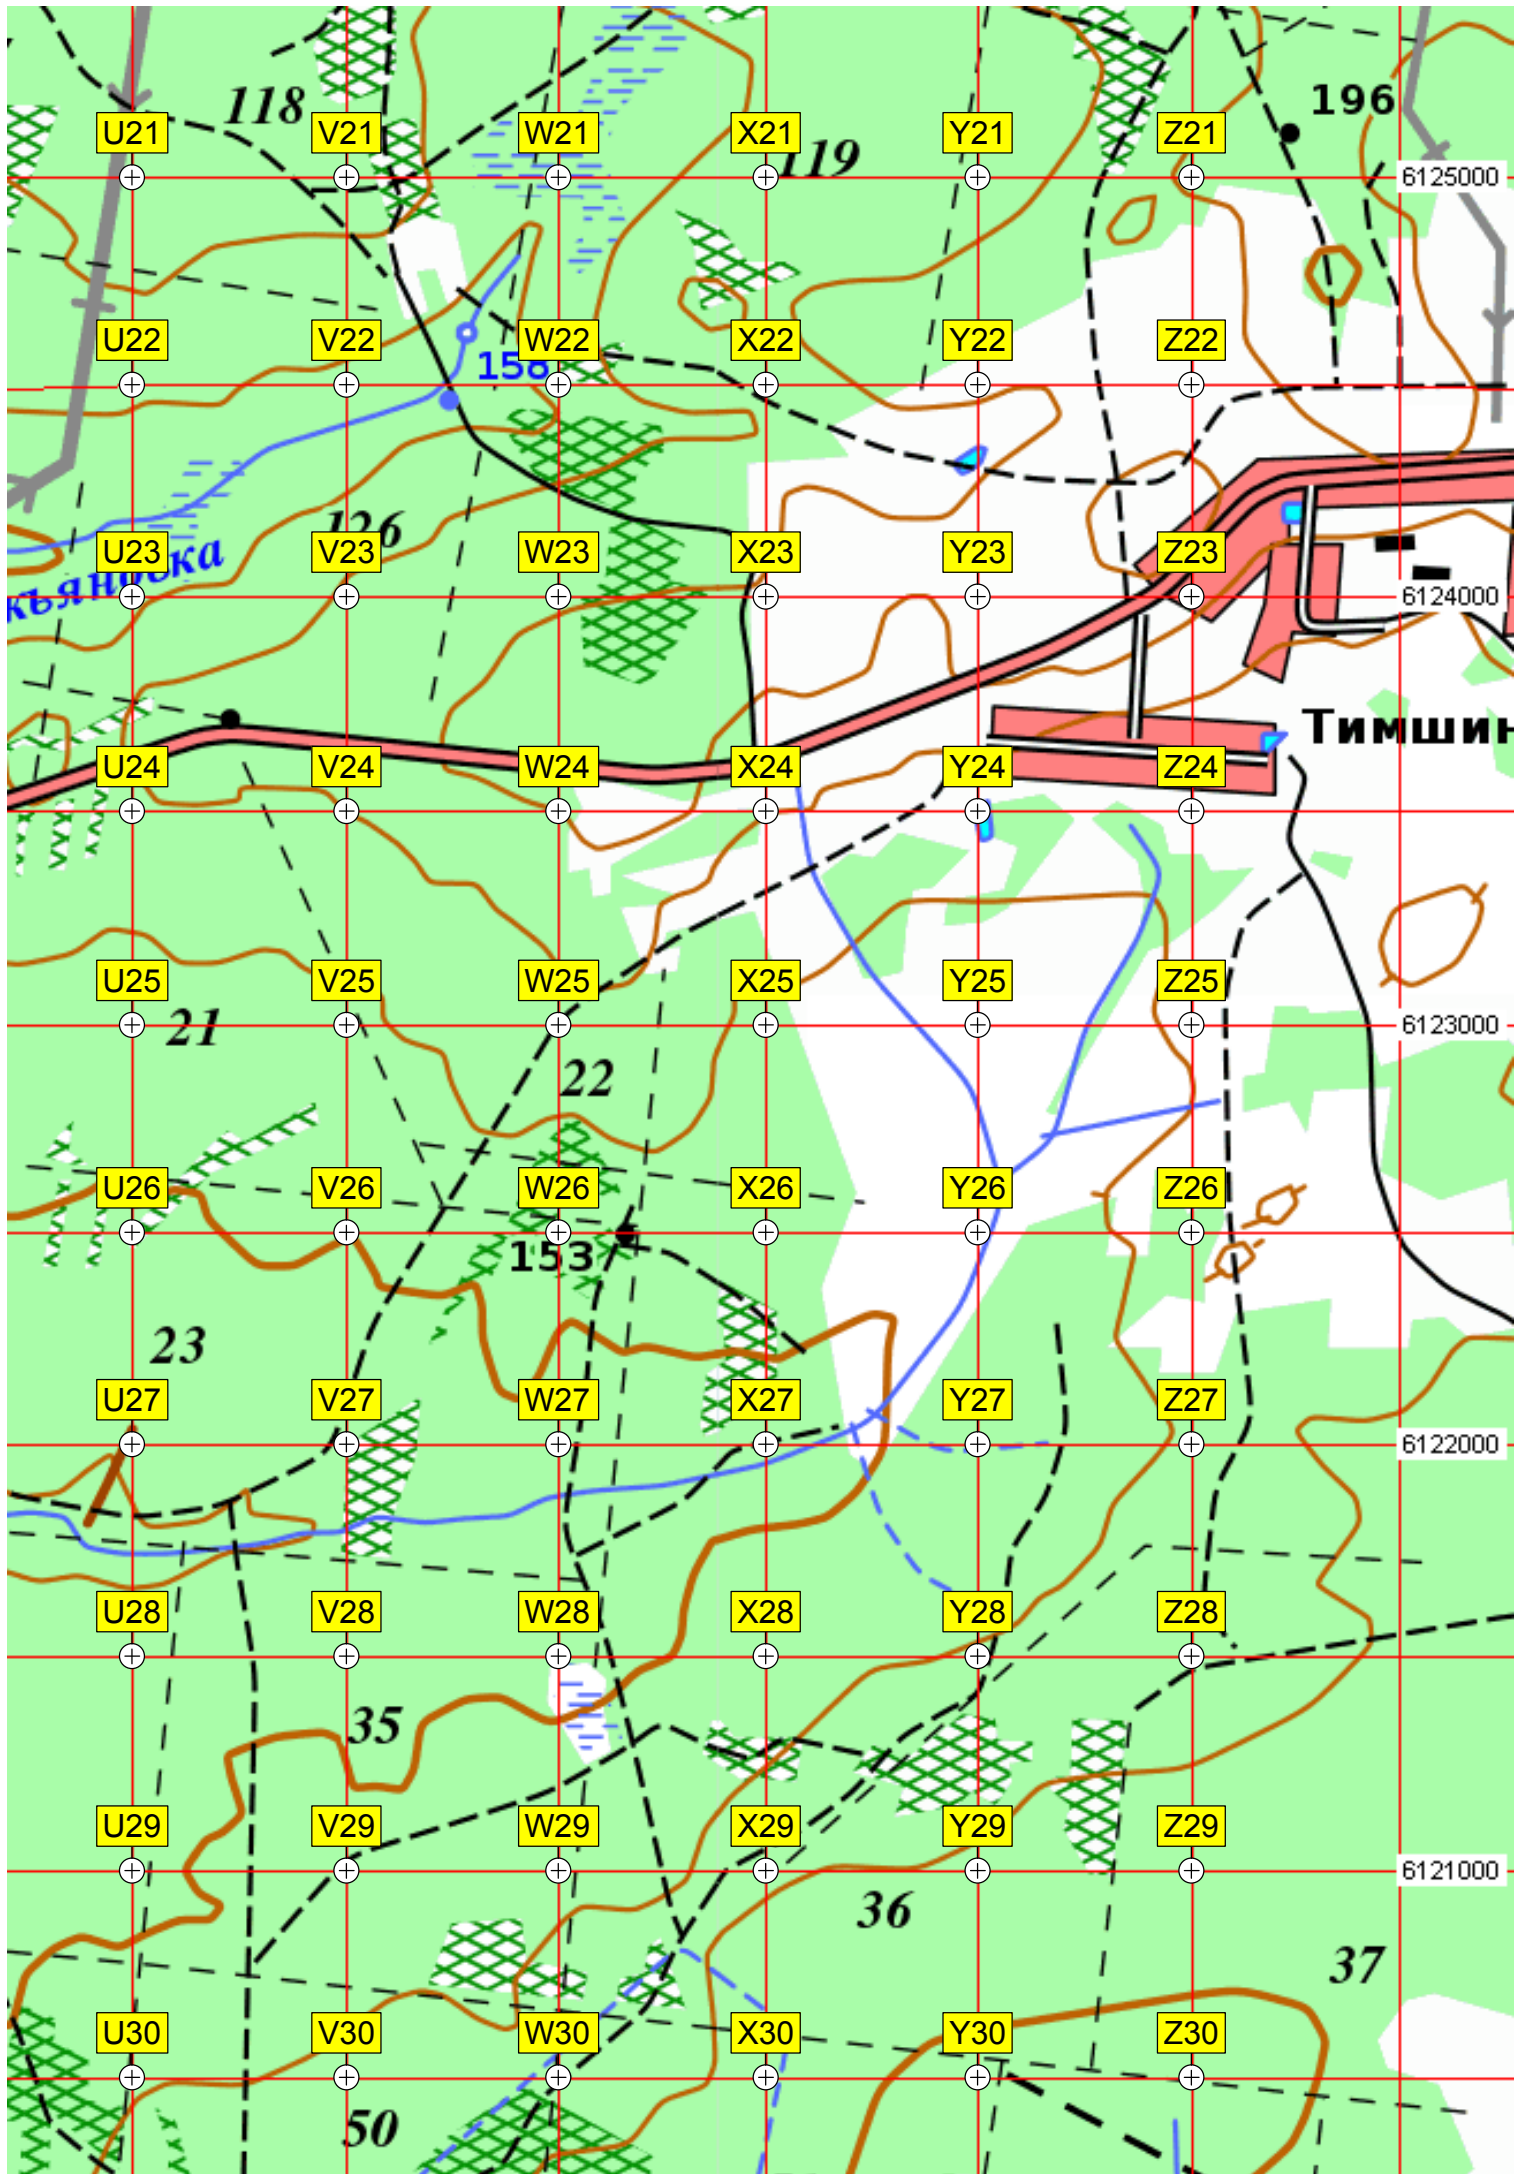 118
196
U21 V21 W21 X21 Y21 Z21
119
6125000
U22 V22 W22 X22 Y22 Z22
158
126
U23 V23 W23 X23 Y23 Z23
6124000
къяновка
Тимшин
U24 V24 W24 X24 Y24 Z24
U25 V25 W25 X25 Y25 Z25
21
6123000
22
U26 V26 W26 X26 Y26 Z26
153
23
U27 V27 W27 X27 Y27 Z27
6122000
U28 V28 W28 X28 Y28 Z28
35
U29 V29 W29 X29 Y29 Z29
6121000
36
37
U30 V30 W30 X30 Y30 Z30
50